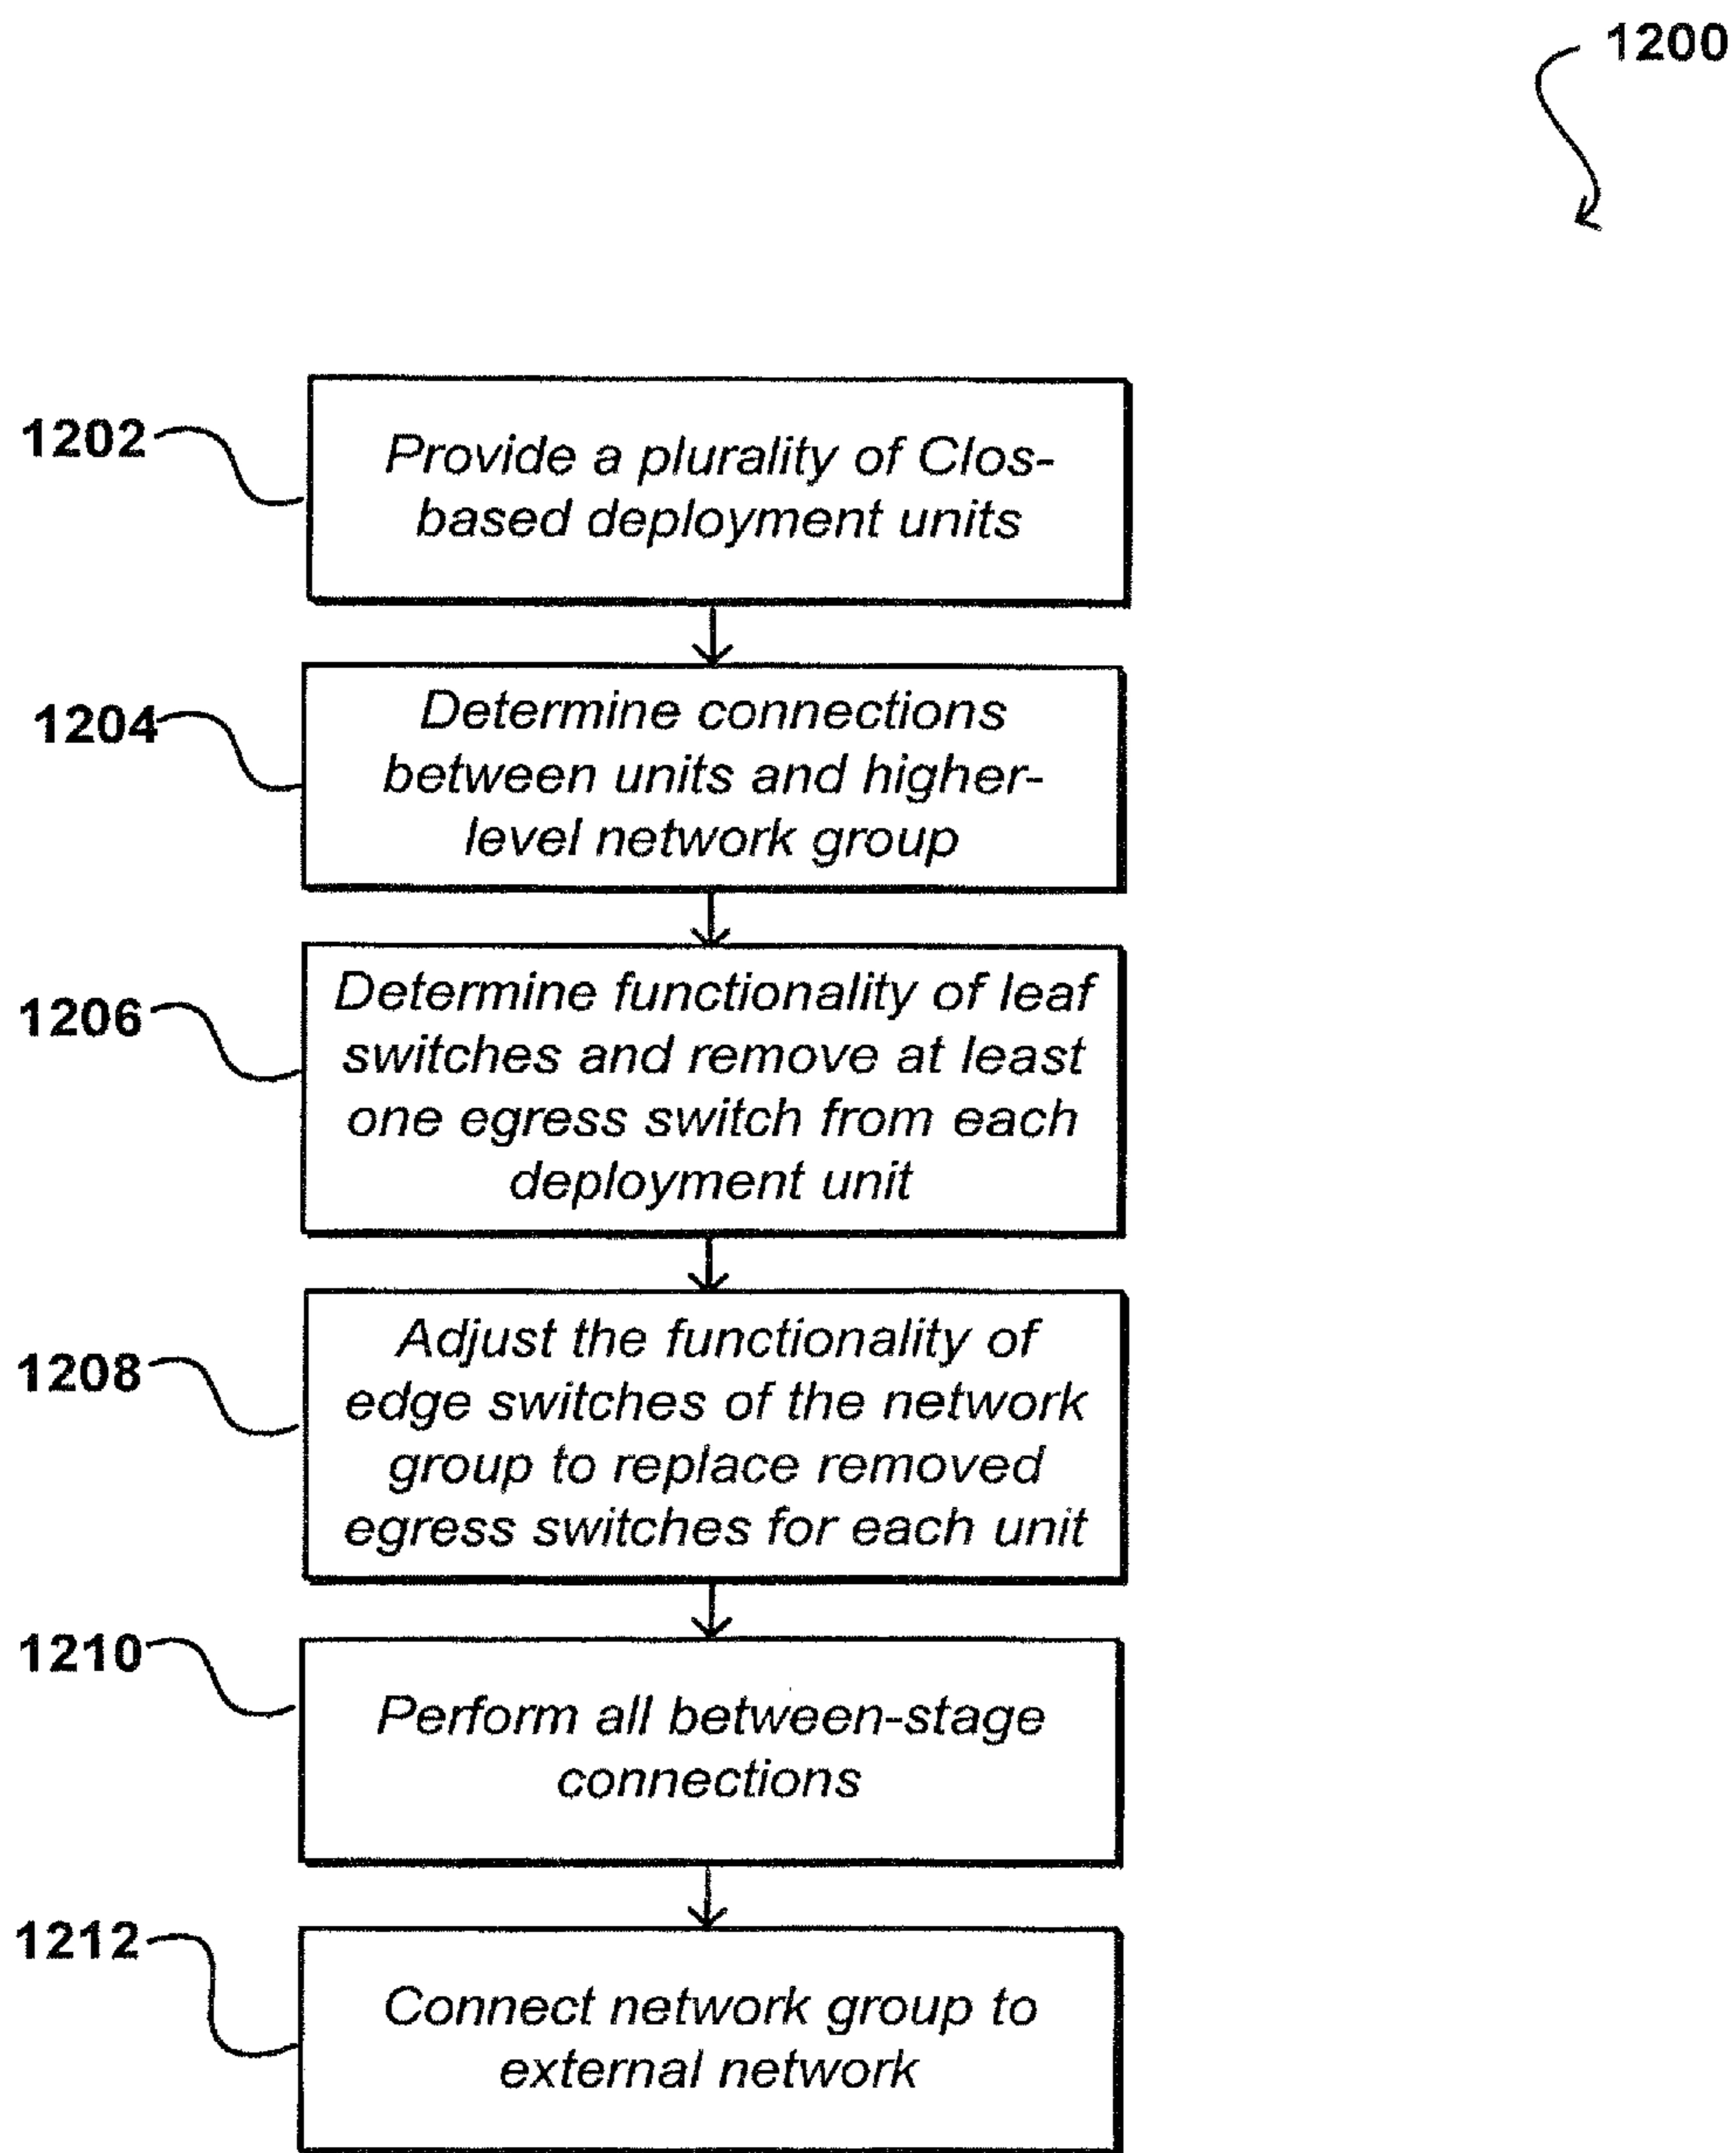 1200
1202
Provide a plurality of Clos-
based deployment units
1204
Determine connections
between units and higher-
level network group
1206
Determine functionality of leaf
switches and remove at least
one egress switch from each
deployment unit
1208
Adjust the functionality of
edge switches of the network
group to replace removed
egress switches for each unit
1210
Perform all between-stage
connections
1212
Connect network group to
external network